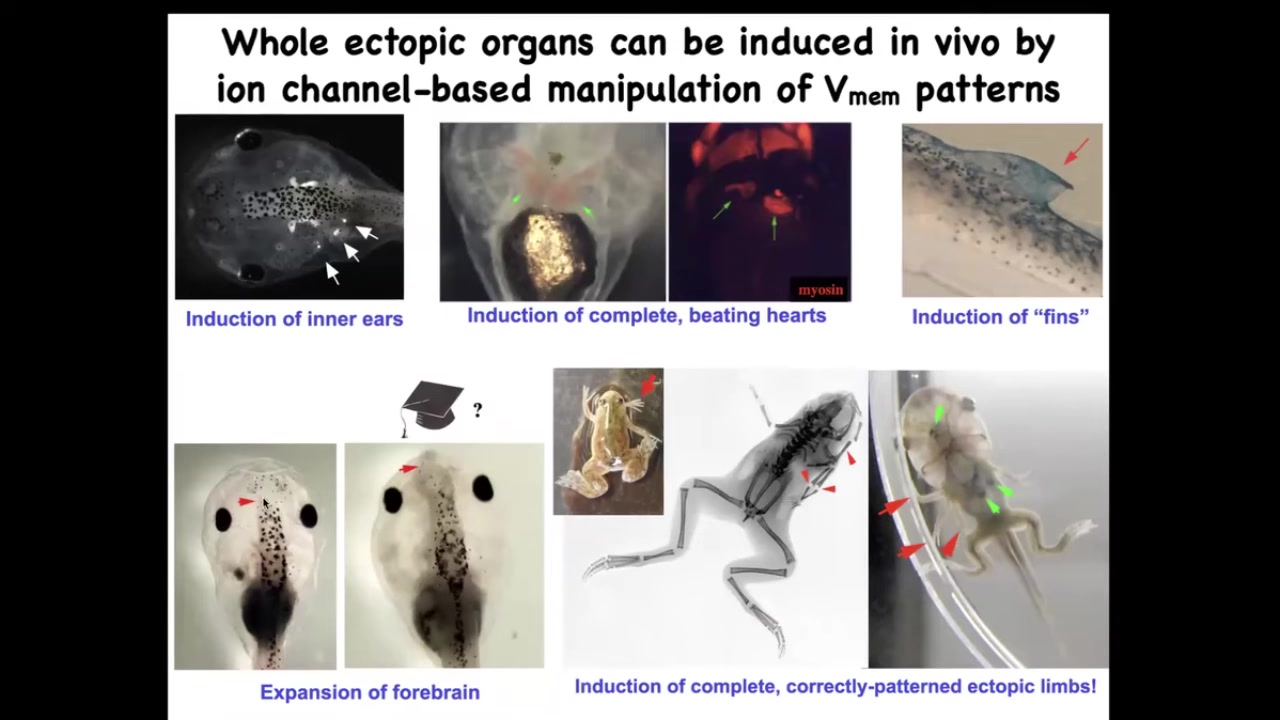 Whole ectopic organs can be induced in vivo by
ion channel-based manipulation of Vmem patterns
myosin
Induction of inner ears
Induction of complete, beating hearts
Induction of “fins”
?
Expansion of forebrain
Induction of complete, correctly-patterned ectopic limbs!